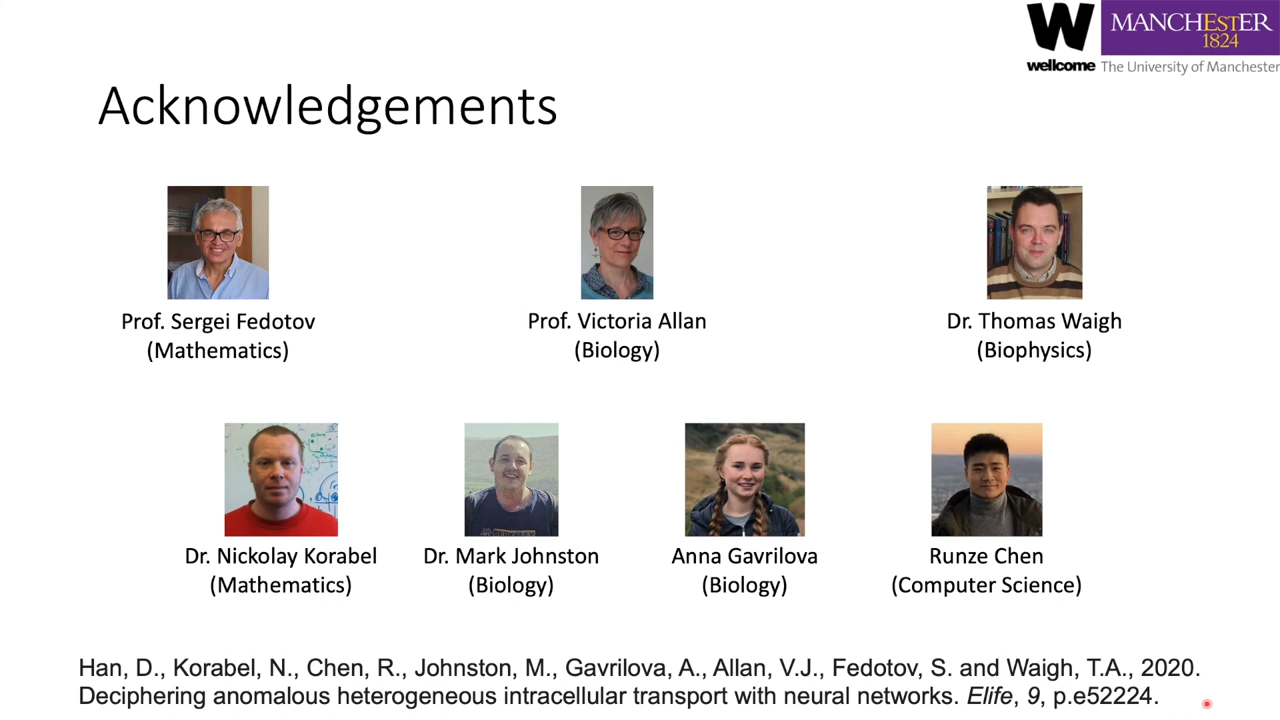 wellcome
MANCHESTER
1824
The University of Manchester
Acknowledgements
Prof. Sergei Fedotov
(Mathematics)
Prof. Victoria Allan
(Biology)
Dr. Thomas Waigh
(Biophysics)
Dr. Nickolay Korabel
(Mathematics)
Dr. Mark Johnston
(Biology)
Anna Gavrilova
(Biology)
Runze Chen
(Computer Science)
Han, D., Korabel, N., Chen, R., Johnston, M., Gavrilova, A., Allan, V.J., Fedotov, S. and Waigh, T.A., 2020.
Deciphering anomalous heterogeneous intracellular transport with neural networks. Elife, 9, p.e52224.